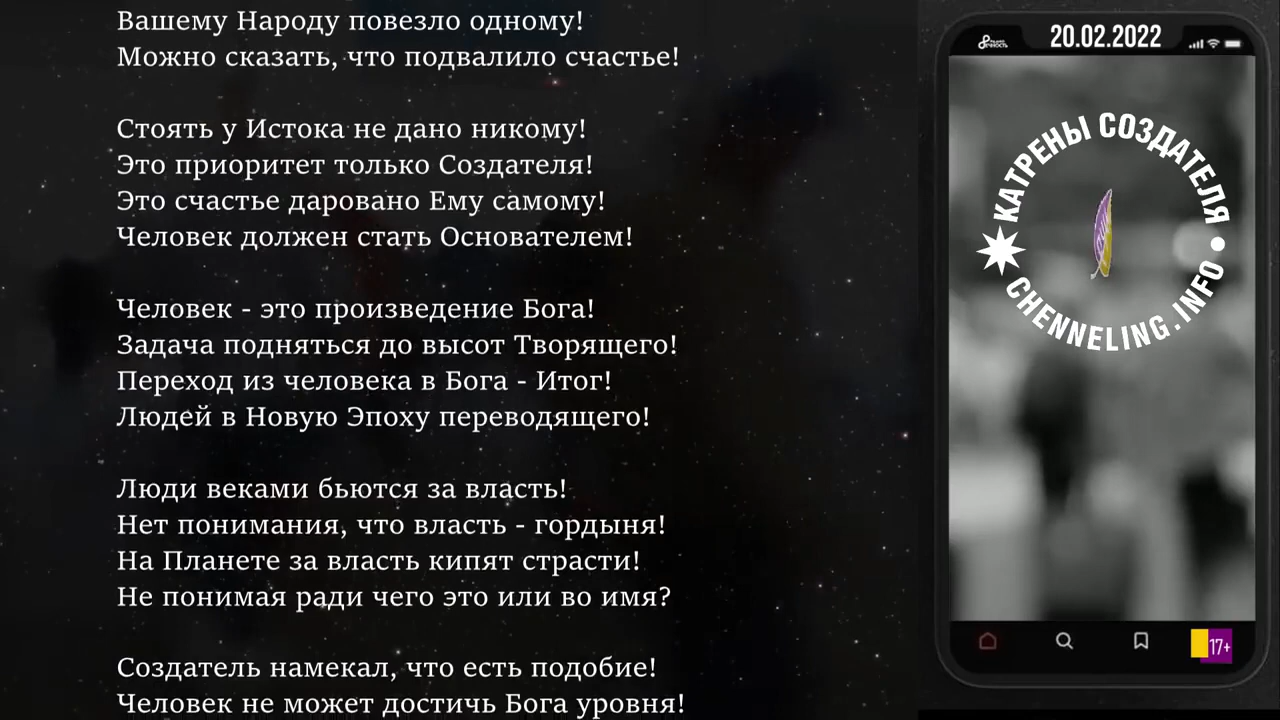 Вашему Народу повезло одному!
Можно сказать, что подвалило счастье!
Стоять у Истока не дано никому!
Это приоритет только Создателя!
Это счастье даровано Ему самому!
Человек должен стать Основателем!
Человек - это произведение Бога!
Задача подняться до высот Творящего!
Переход из человека в Бога - Итог!
Людей в Новую Эпоху переводящего!
Люди веками бьются за власть!
Нет понимания, что власть - гордыня!
На Планете за власть кипят страсти!
Не понимая ради чего это или во имя?
Создатель намекал, что есть подобие!
Человек не может достичь Бога уровня!
20.02.2022
КАТРЕНЫ СОЗДАТЕЛЯ
CHENNELING.INFO
17+